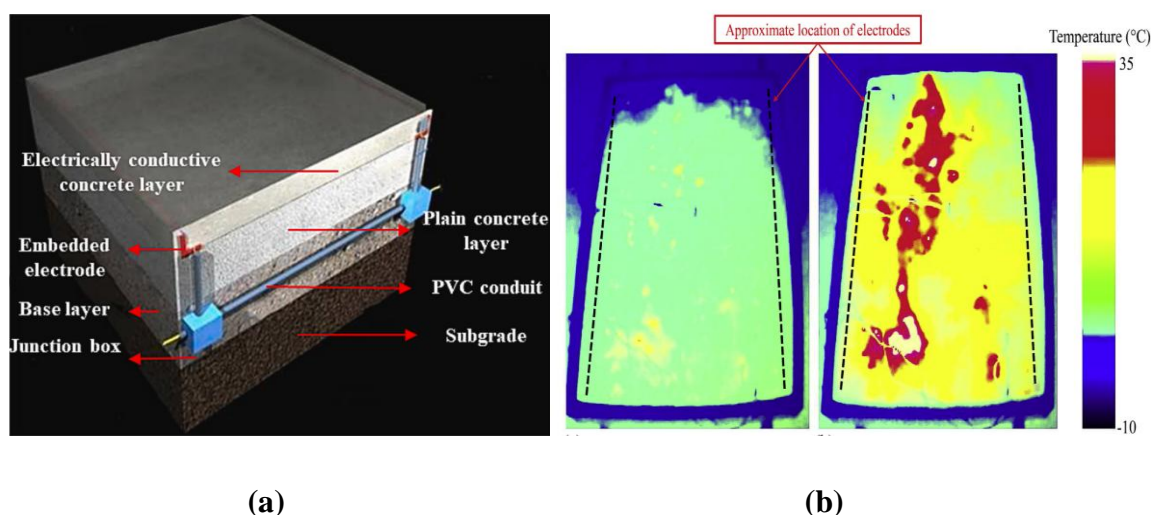 Electrically conductive
concrete layer
Embedded
electrode
Base layer
Junction box
Plain concrete
layer
PVC conduit
Subgrade
Approximate location of electrodes
Temperature (°C)
35
-10
(a)
(b)